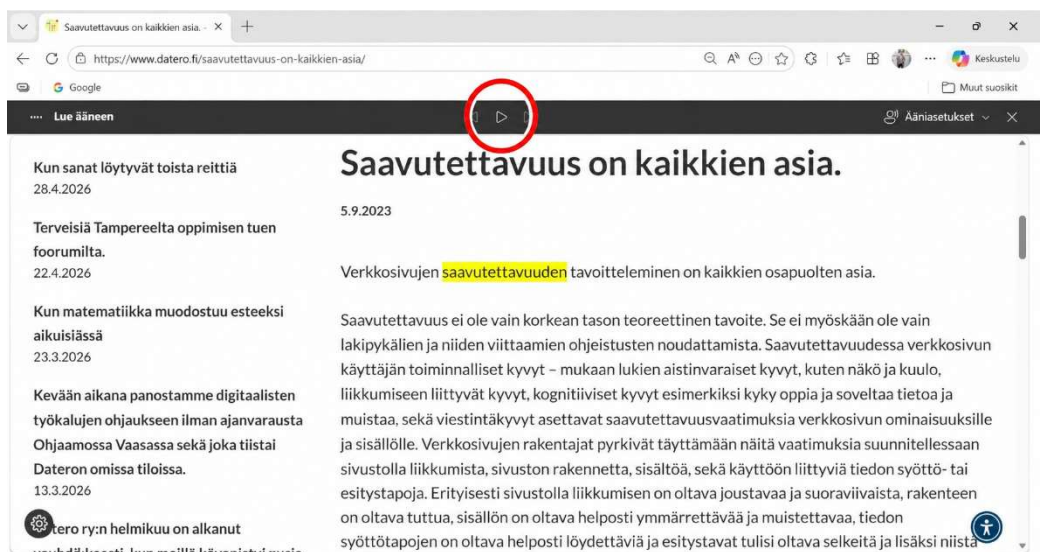 Saavutettavuus on kaikkien asia. -
https://www.datero.fi/saavutettavuus-on-kaikkien-asia/
Keskustelu
Google
Muut suosikit
Lue ääneen
Ääniasetukset
Kun sanat löytyvät toista reittiä
28.4.2026
Terveisiä Tampereelta oppimisen tuen
foorumilta.
22.4.2026
Kun matematiikka muodostuu esteeksi
aikuisiässä
23.3.2026
Kevään aikana panostamme digitaalisten
työkalujen ohjaukseen ilman ajanvarausta
Ohjaamossa Vaasassa sekä joka tiistai
Dateron omissa tiloissa.
13.3.2026
tero ry:n helmikuu on alkanut
Saavutettavuus on kaikkien asia.
5.9.2023
Verkkosivujen saavutettavuuden tavoitteleminen on kaikkien osapuolten asia.
Saavutettavuus ei ole vain korkean tason teoreettinen tavoite. Se ei myöskään ole vain
lakipykälien ja niiden viittaamien ohjeistusten noudattamista. Saavutettavuudessa verkkosivun
käyttäjän toiminnalliset kyvyt – mukaan lukien aistinvaraiset kyvyt, kuten näkö ja kuulo,
liikkumiseen liittyvät kyvyt, kognitiiviset kyvyt esimerkiksi kyky oppia ja soveltaa tietoa ja
muistaa, sekä viestintäkyvyt asettavat saavutettavuusvaatimuksia verkkosivun ominaisuuksille
ja sisällölle. Verkkosivujen rakentajat pyrkivät täyttämään näitä vaatimuksia suunnitellessaan
sivustolla liikkumista, sivuston rakennetta, sisältöä, sekä käyttöön liittyviä tiedon syöttö- tai
esitystapoja. Erityisesti sivustolla liikkumisen on oltava joustavaa ja suoraviivaista, rakenteen
on oltava tuttua, sisällön on oltava helposti ymmärrettävää ja muistettavaa, tiedon
syöttötapojen on oltava helposti löydettäviä ja esitystavat tulisi oltava selkeitä ja lisäksi niistä